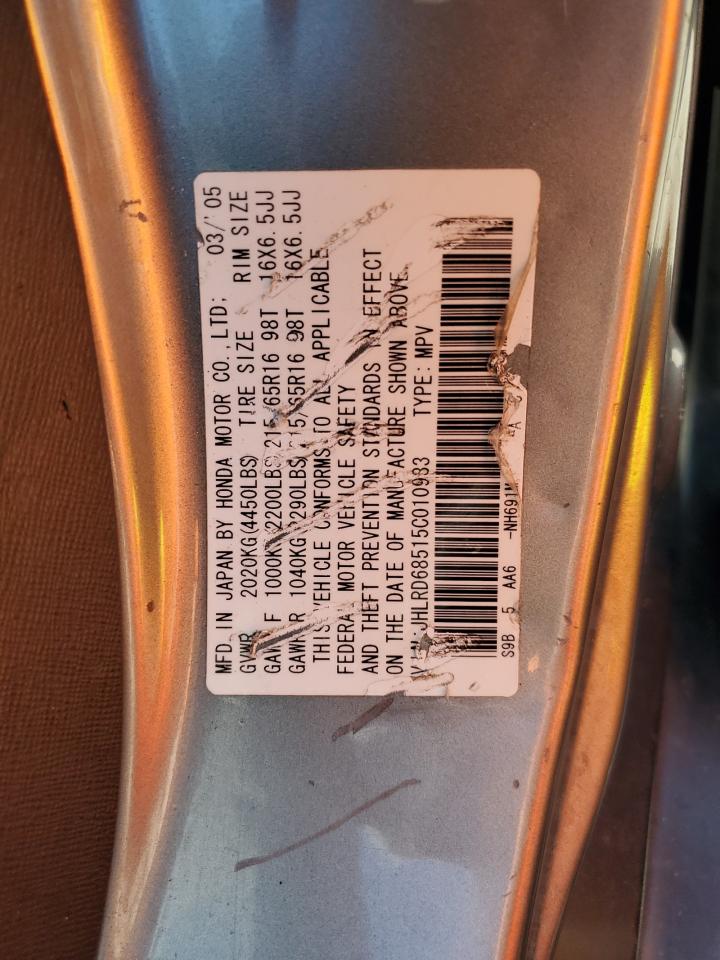 MFD. IN JAPAN BY HONDA MOTOR CO., LTD; 03/'05
GVWR 2020KG(4450LBS) TIRE SIZE RIM SIZE
GAWR F 1000KG(2200LBS) 215/65R16 98T 16X6.5JJ
GAWR R 1040KG(2290LBS) 215/65R16 98T 16X6.5JJ
THIS VEHICLE CONFORMS TO ALL APPLICABLE
FEDERAL MOTOR VEHICLE SAFETY
AND THEFT PREVENTION STANDARDS IN EFFECT
ON THE DATE OF MANUFACTURE SHOWN ABOVE.
JHLRD68515C010933 TYPE: MPV
S9B 5 AA6 -NH691M